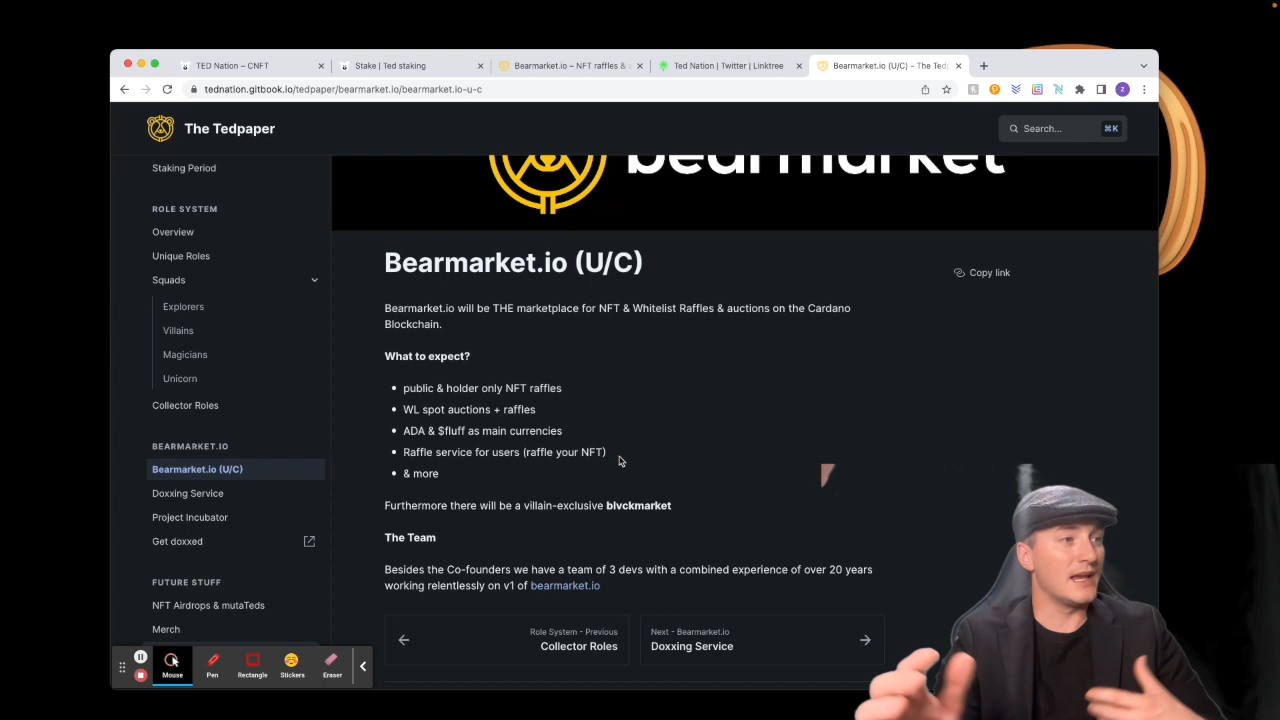 TED Nation – CNFT
Stake | Ted staking
Bearmarket.io – NFT raffles &
Ted Nation | Twitter | Linktree
Bearmarket.io (U/C) - The Ted
tednation.gitbook.io/tedpaper/bearmarket.io/bearmarket.io-u-c
The Tedpaper
Search...
⌘K
bearmarket
Staking Period
ROLE SYSTEM
Overview
Unique Roles
Squads
Explorers
Villains
Magicians
Unicorn
Collector Roles
BEARMARKET.IO
Bearmarket.io (U/C)
Doxxing Service
Project Incubator
Get doxxed
FUTURE STUFF
NFT Airdrops & mutaTeds
Merch
Bearmarket.io (U/C)
Copy link
Bearmarket.io will be THE marketplace for NFT & Whitelist Raffles & auctions on the Cardano
Blockchain.
What to expect?
• public & holder only NFT raffles
• WL spot auctions + raffles
• ADA & $fluff as main currencies
• Raffle service for users (raffle your NFT)
• & more
Furthermore there will be a villain-exclusive blvckmarket
The Team
Besides the Co-founders we have a team of 3 devs with a combined experience of over 20 years
working relentlessly on v1 of bearmarket.io
Role System - Previous
Collector Roles
Next - Bearmarket.io
Doxxing Service
Mouse
Pen
Rectangle
Stickers
Eraser